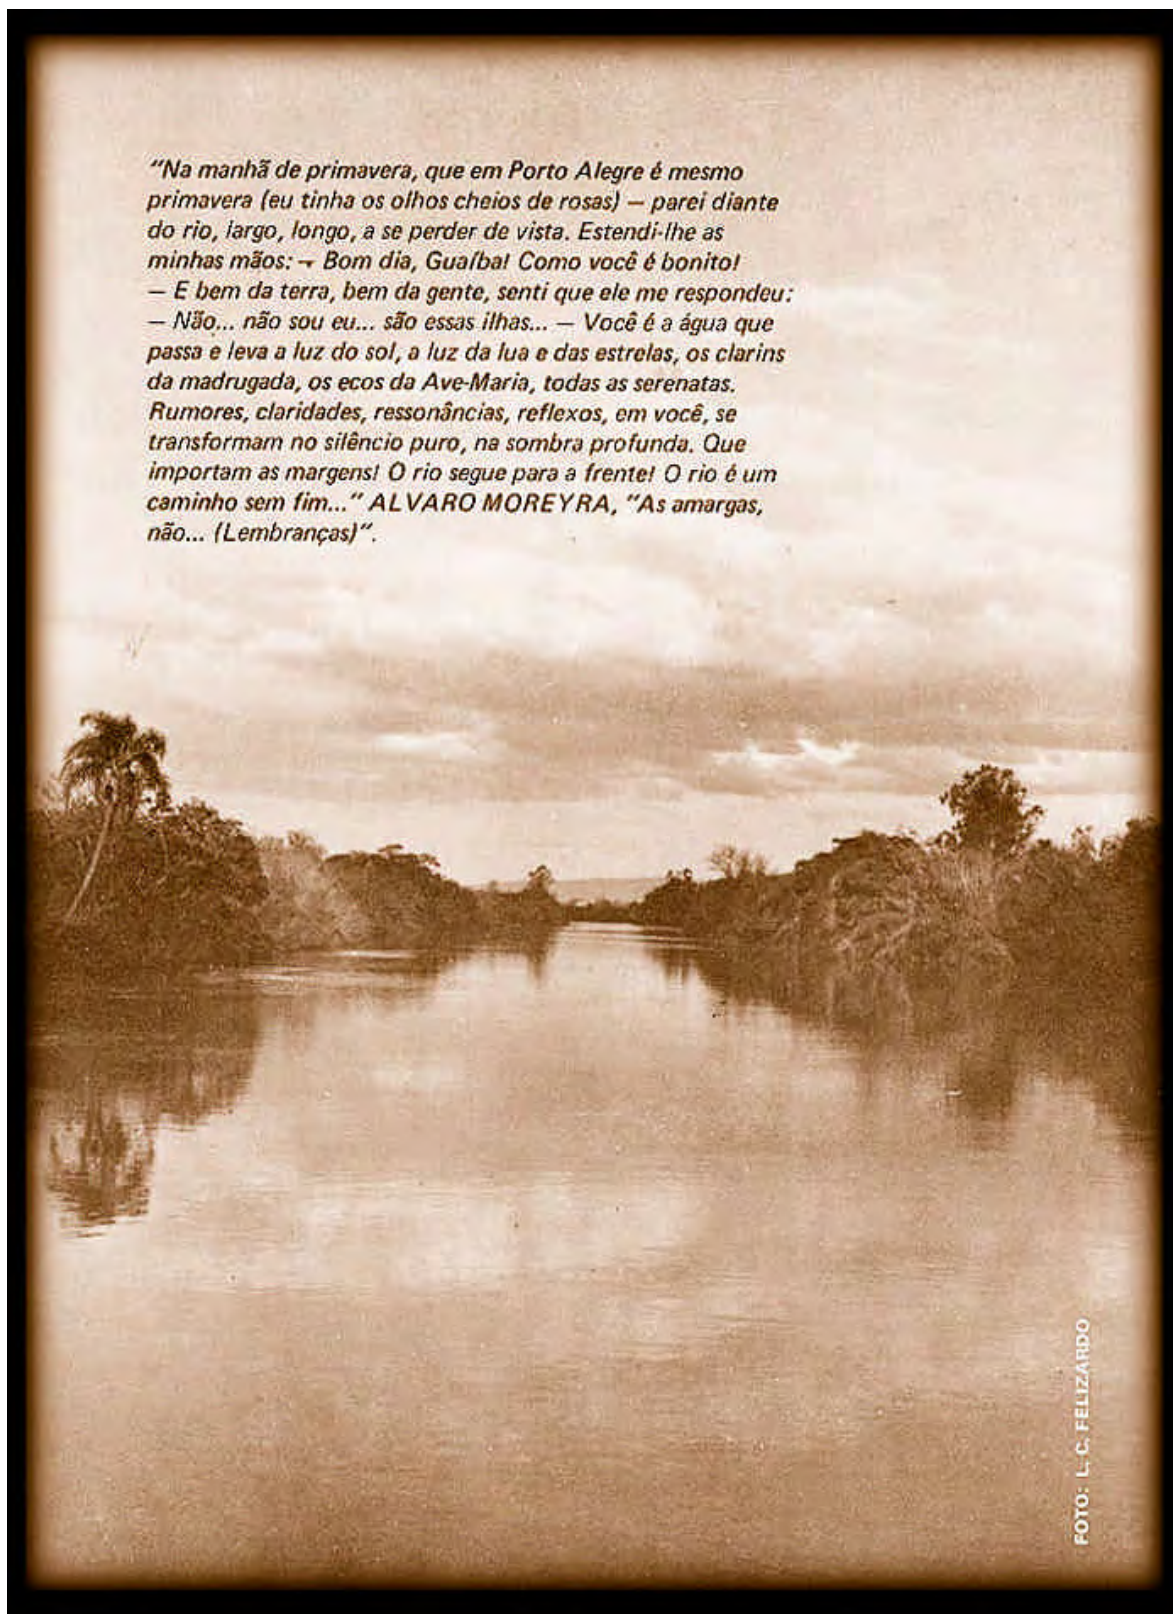 "Na manhã de primavera, que em Porto Alegre é mesmo
primavera (eu tinha os olhos cheios de rosas) — parei diante
do rio, largo, longo, a se perder de vista. Estendi-lhe as
minhas mãos: — Bom dia, Guaíba! Como você é bonito!
— E bem da terra, bem da gente, senti que ele me respondeu:
— Não... não sou eu... são essas ilhas... — Você é a água que
passa e leva a luz do sol, a luz da lua e das estrelas, os clarins
da madrugada, os ecos da Ave-Maria, todas as serenatas.
Rumores, claridades, ressonâncias, reflexos, em você, se
transformam no silêncio puro, na sombra profunda. Que
importam as margens! O rio segue para a frente! O rio é um
caminho sem fim..." ALVARO MOREYRA, "As amargas,
não... (Lembranças)".
FOTO: L. C. FELIZARDO